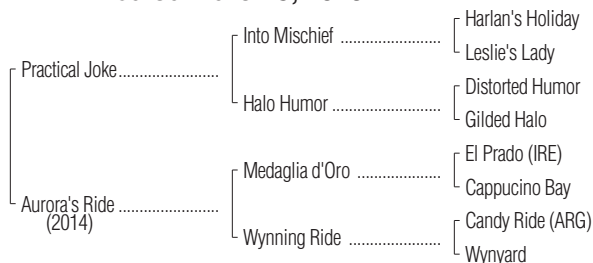 Into Mischief ....................... Harlan's Holiday
Leslie's Lady
Practical Joke.......................
Halo Humor ......................... Distorted Humor
Gilded Halo
Medaglia d'Oro ................... El Prado (IRE)
Cappucino Bay
Aurora's Ride .......................
(2014)
Wynning Ride ..................... Candy Ride (ARG)
Wynyard